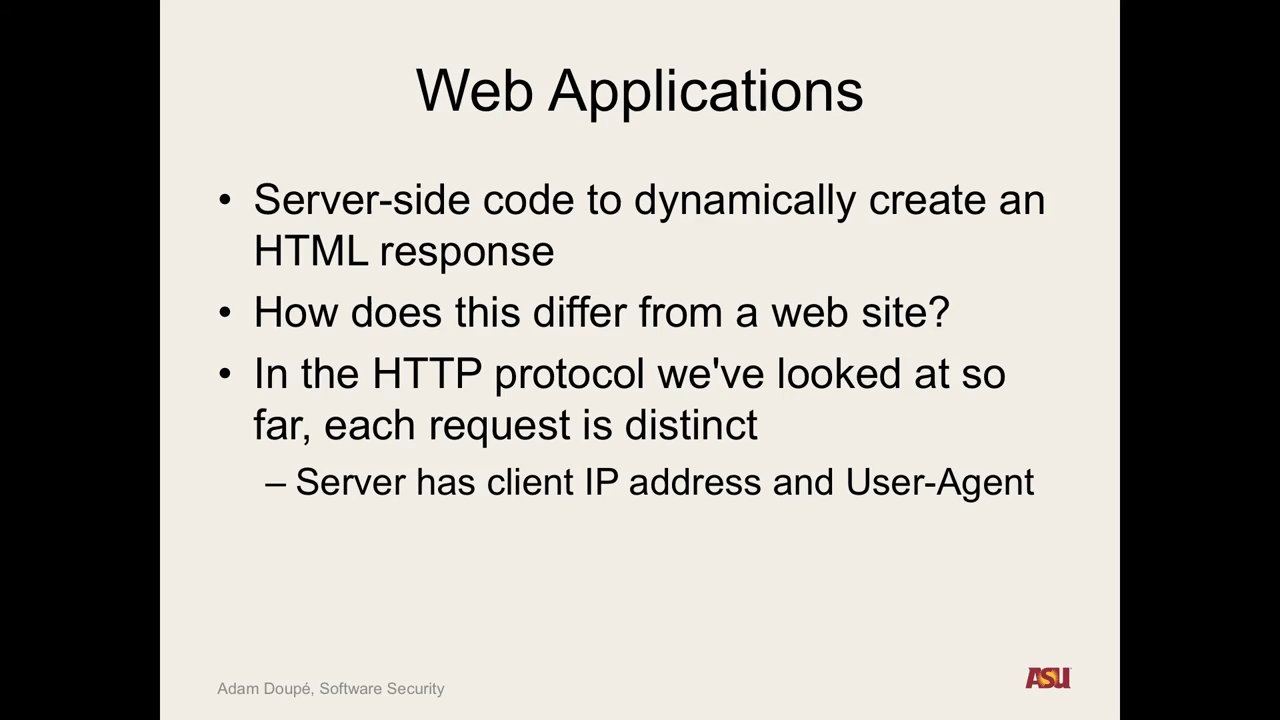 Web Applications
• Server-side code to dynamically create an
HTML response
• How does this differ from a web site?
• In the HTTP protocol we've looked at so
far, each request is distinct
– Server has client IP address and User-Agent
Adam Doupé, Software Security
ASU